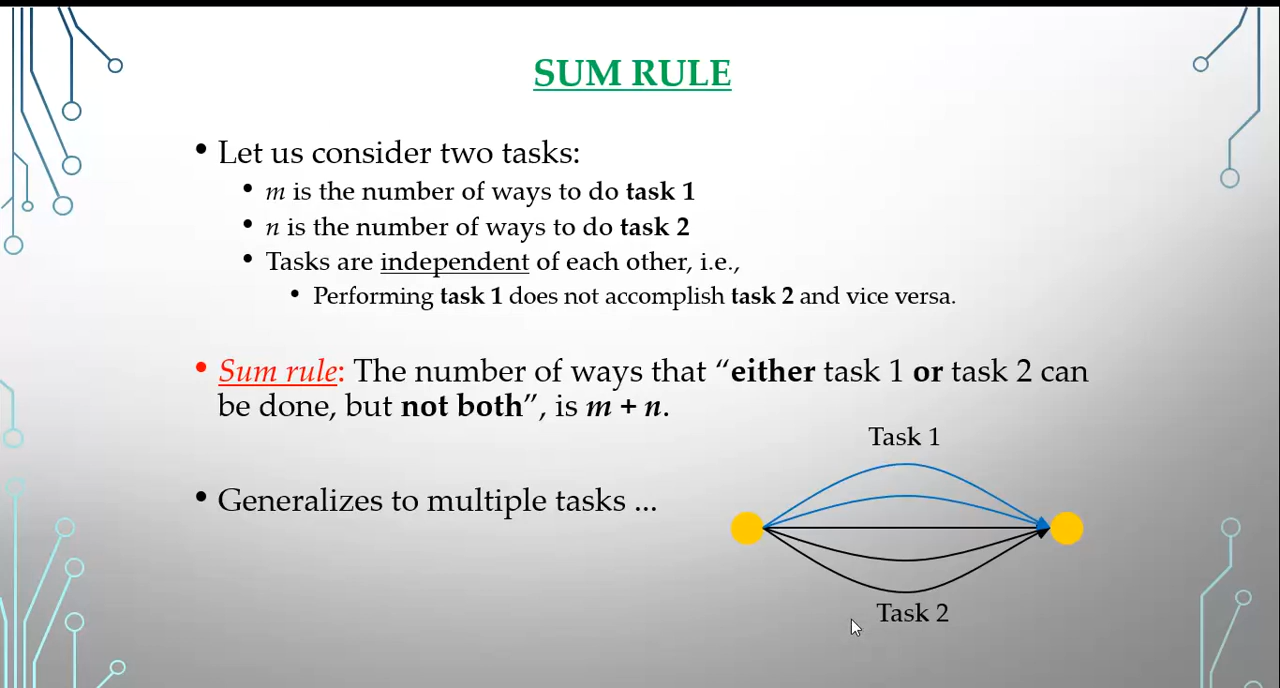 SUM RULE
• Let us consider two tasks:
• m is the number of ways to do task 1
• n is the number of ways to do task 2
• Tasks are independent of each other, i.e.,
• Performing task 1 does not accomplish task 2 and vice versa.
• Sum rule: The number of ways that “either task 1 or task 2 can
be done, but not both”, is m + n.
Task 1
• Generalizes to multiple tasks ...
Task 2